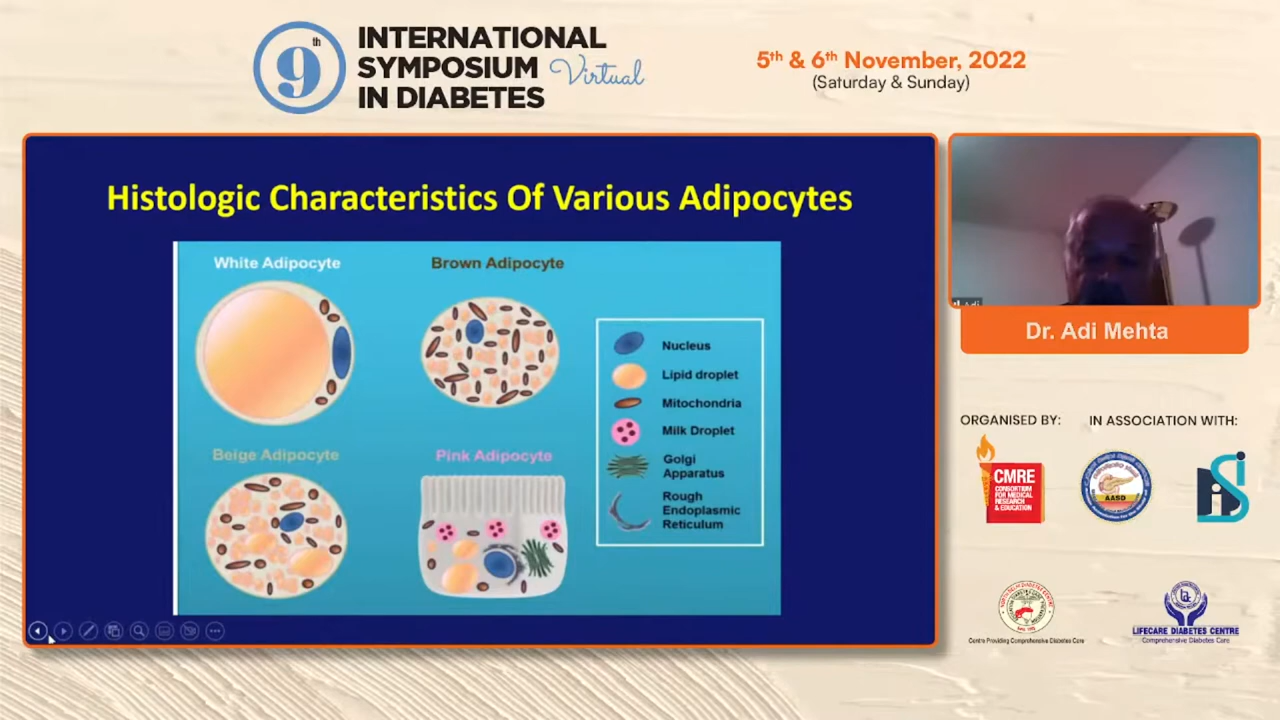 9th
INTERNATIONAL
SYMPOSIUM Virtual
IN DIABETES
5th & 6th November, 2022
(Saturday & Sunday)
Histologic Characteristics Of Various Adipocytes
White Adipocyte
Brown Adipocyte
Nucleus
Lipid droplet
Mitochondria
Milk Droplet
Golgi
Apparatus
Rough
Endoplasmic
Reticulum
Beige Adipocyte
Pink Adipocyte
Adi
Dr. Adi Mehta
ORGANISED BY:
IN ASSOCIATION WITH:
CMRE
CONSORTIUM
FOR MEDICAL
RESEARCH
& EDUCATION
AASD
Centre Providing Comprehensive Diabetes Care
LIFECARE DIABETES CENTRE
Comprehensive Diabetes Care